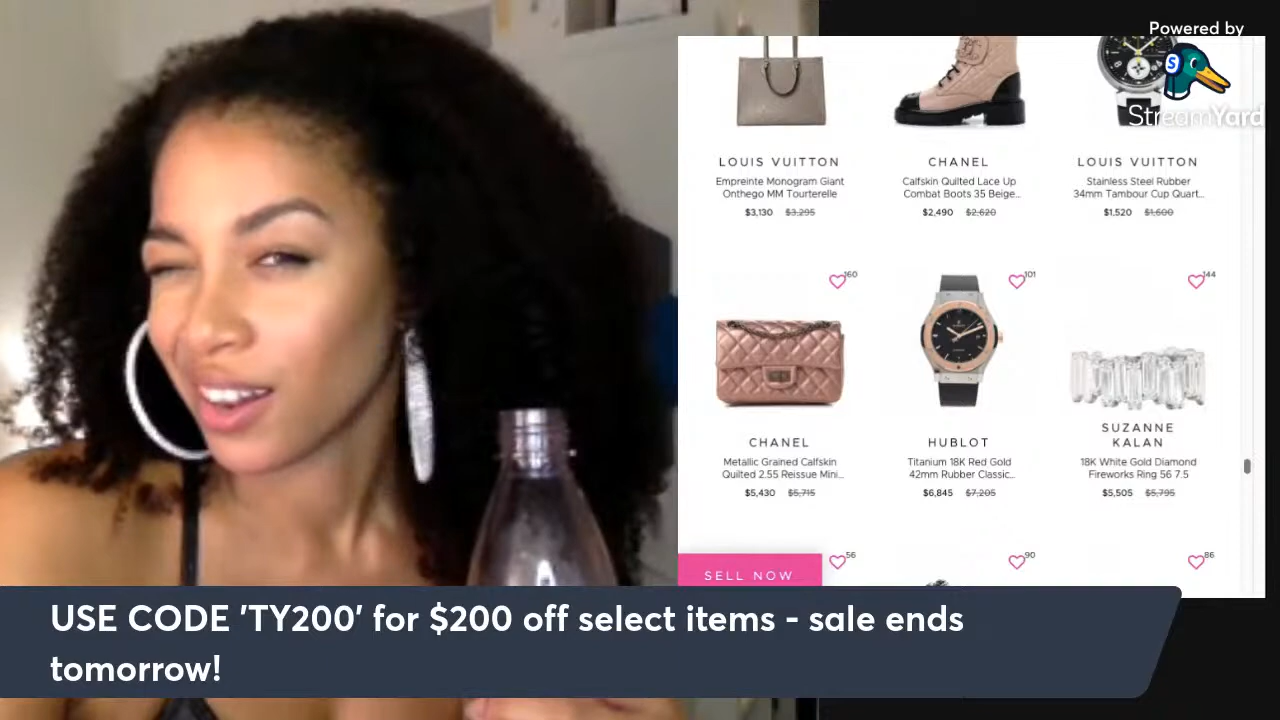 Powered by
S
StreamYard
LOUIS VUITTON
Empreinte Monogram Giant
Onthego MM Tourterelle
$3,130 $3,295
CHANEL
Calfskin Quilted Lace Up
Combat Boots 35 Beige...
$2,490 $2,620
LOUIS VUITTON
Stainless Steel Rubber
34mm Tambour Cup Quart...
$1,520 $1,600
160
101
144
CHANEL
Metallic Grained Calfskin
Quilted 2.55 Reissue Mini...
$5,430 $5,715
HUBLOT
Titanium 18K Red Gold
42mm Rubber Classic...
$6,845 $7,205
SUZANNE
KALAN
18K White Gold Diamond
Fireworks Ring 56 7.5
$5,505 $5,795
56
90
86
SELL NOW
USE CODE 'TY200' for $200 off select items - sale ends
tomorrow!